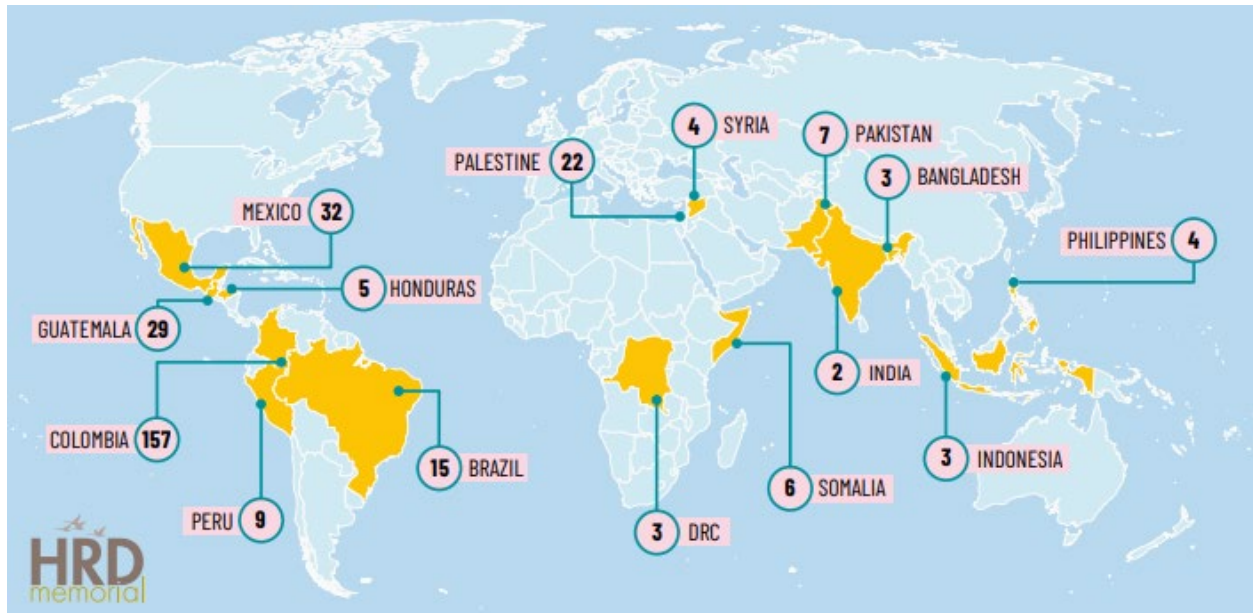 4 SYRIA
7 PAKISTAN
PALESTINE 22
3 BANGLADESH
MEXICO 32
PHILIPPINES 4
5 HONDURAS
GUATEMALA 29
2 INDIA
COLOMBIA 157
15 BRAZIL
3 INDONESIA
6 SOMALIA
PERU 9
3 DRC
HRD
memorial